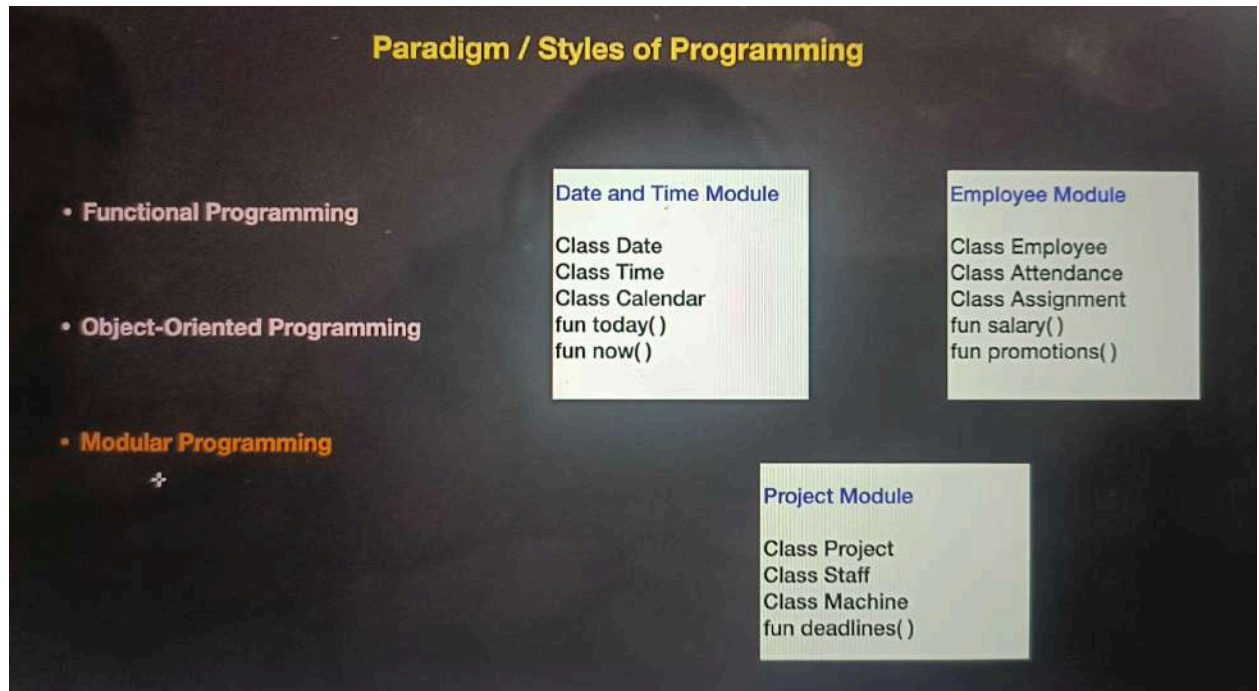 Paradigm / Styles of Programming
• Functional Programming
• Object-Oriented Programming
• Modular Programming
Date and Time Module
Class Date
Class Time
Class Calendar
fun today( )
fun now( )
Employee Module
Class Employee
Class Attendance
Class Assignment
fun salary( )
fun promotions( )
Project Module
Class Project
Class Staff
Class Machine
fun deadlines( )